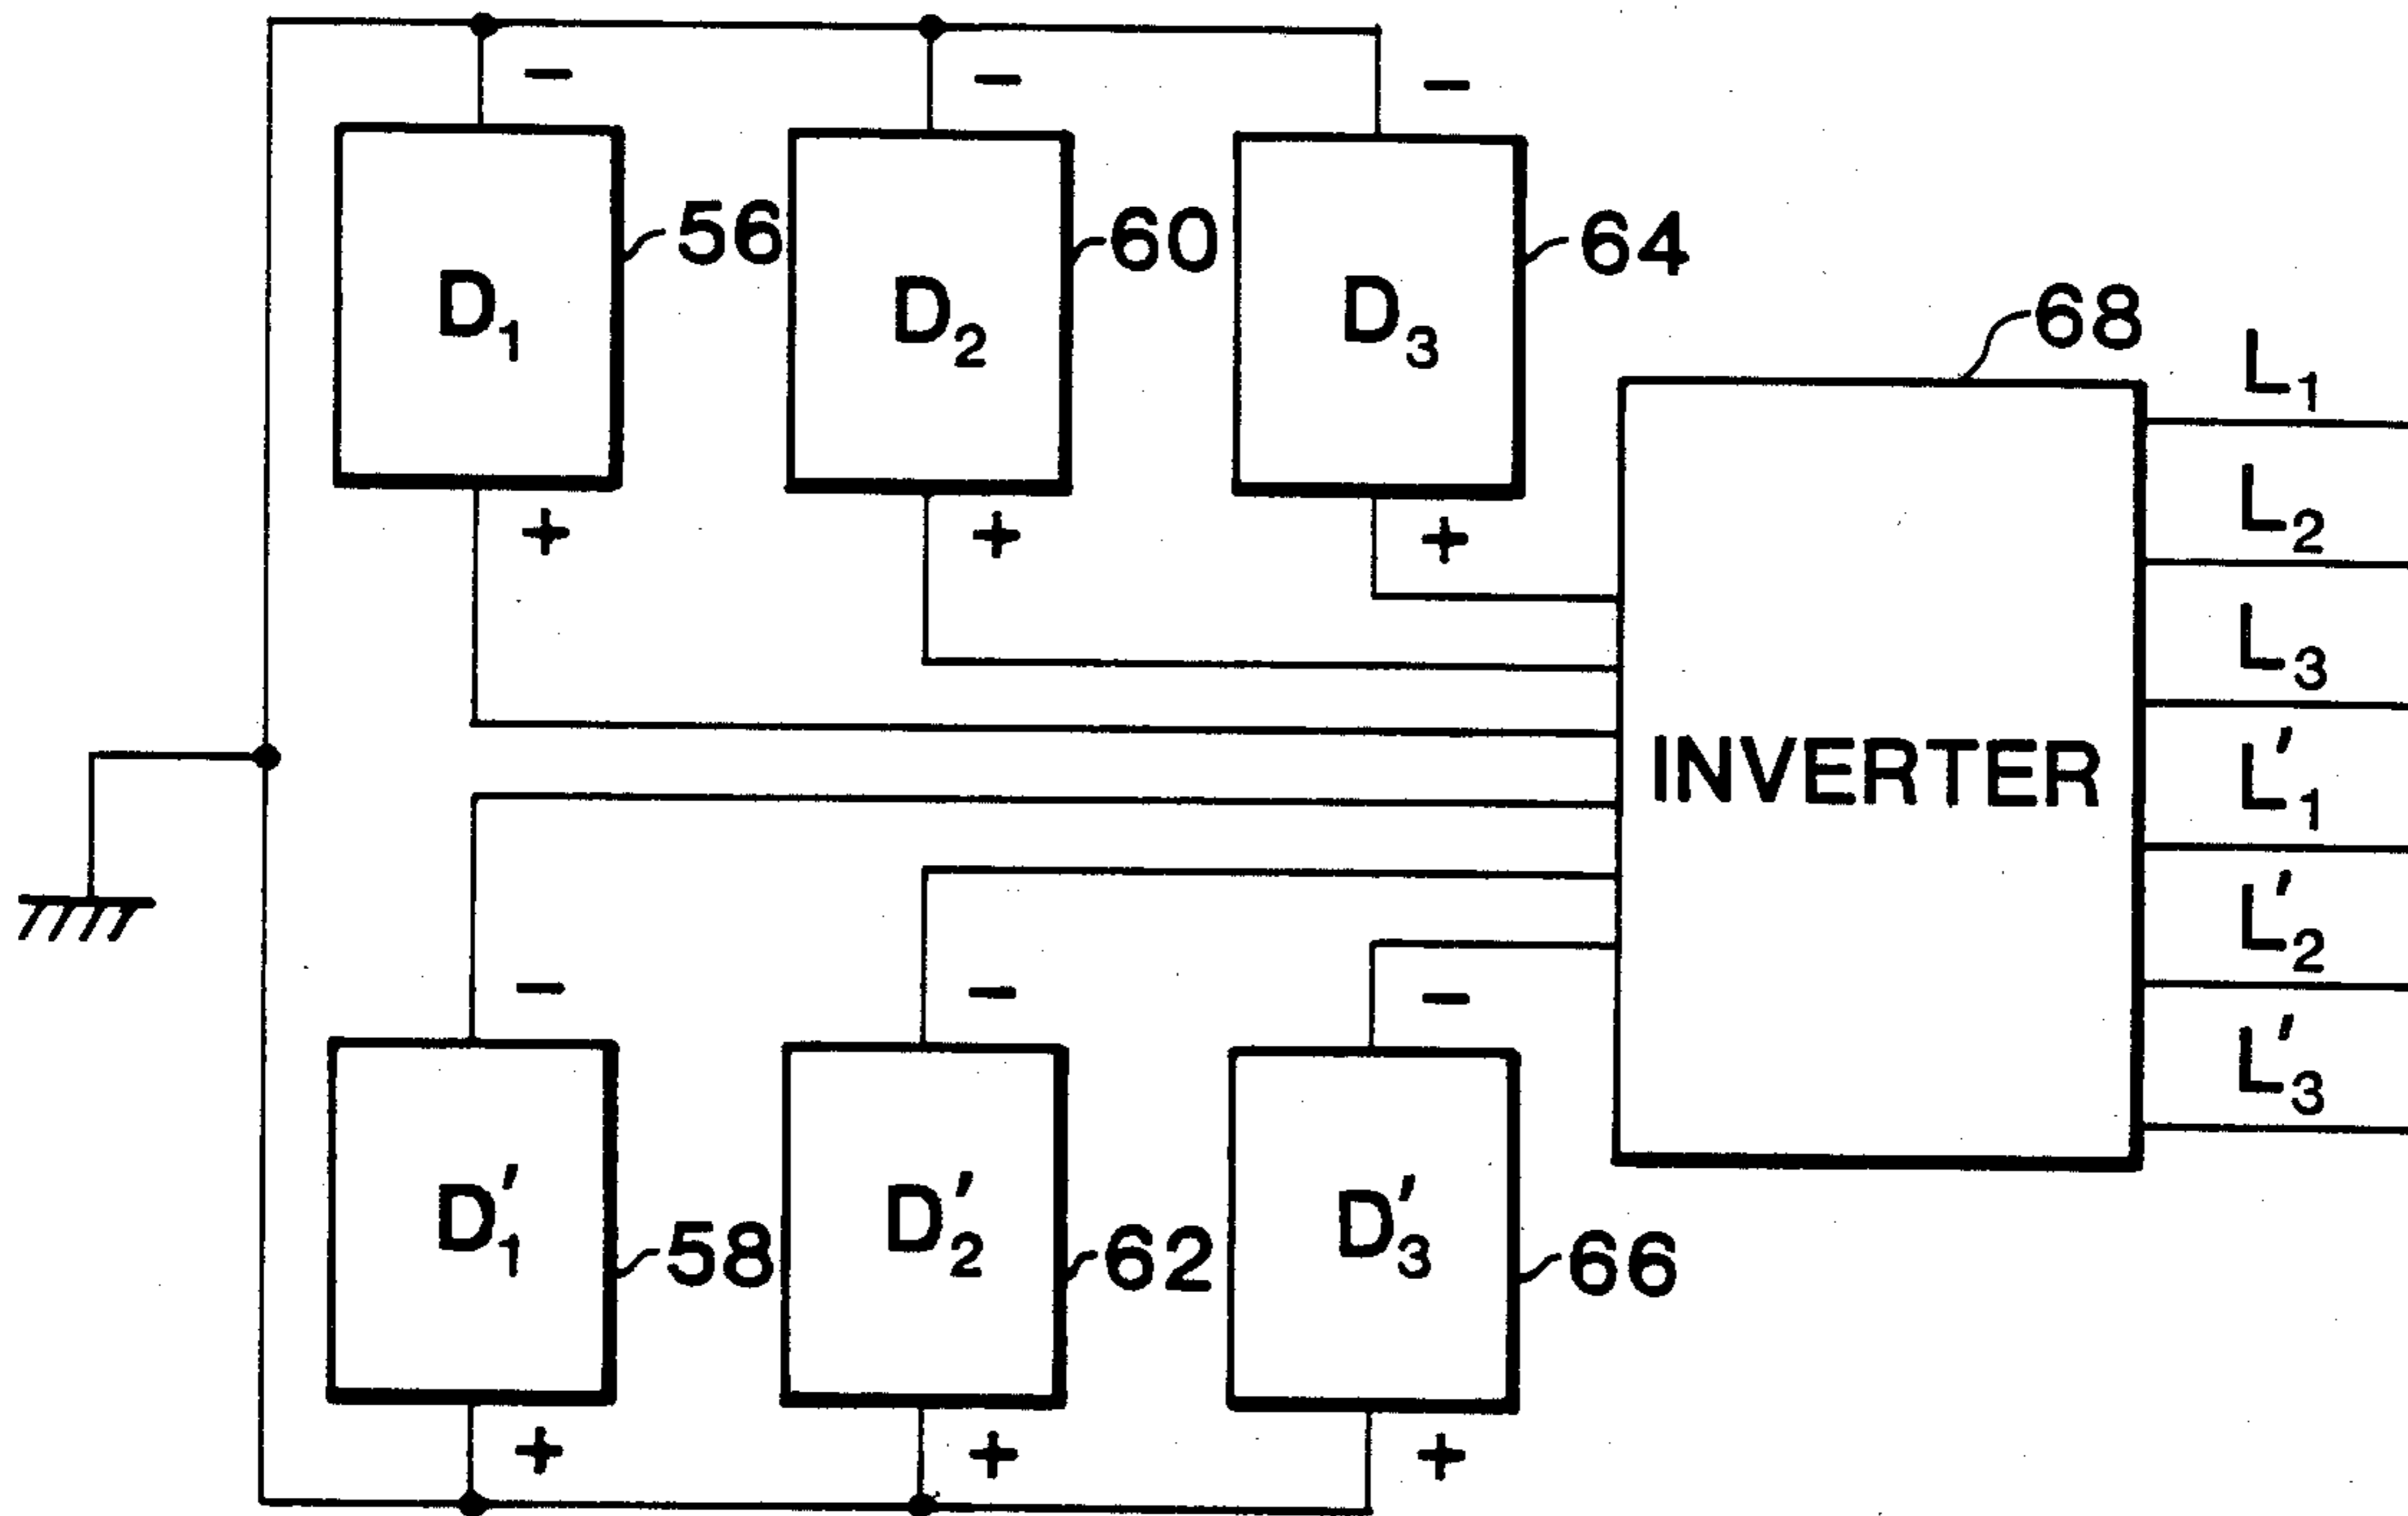 − − −
56 60 64
D₁ D₂ D₃
68
L₁
+ + +
L₂
L₃
INVERTER
L′₁
L′₂
− − −
L′₃
D′₁ D′₂ D′₃
58 62 66
+ + +